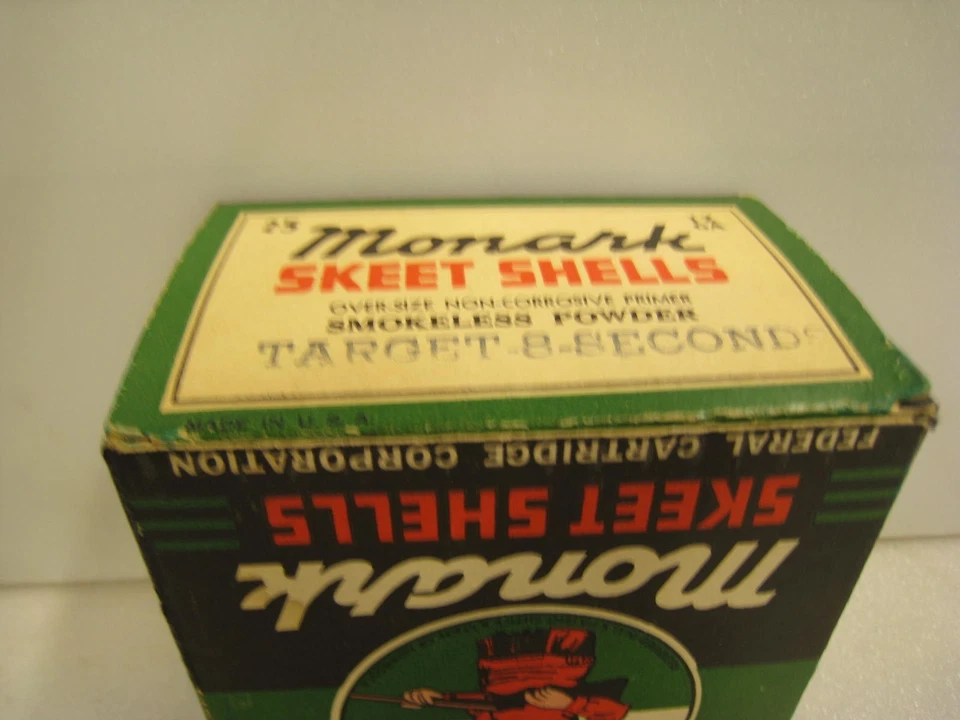 25
Monark
SKEET SHELLS
OVER-SIZE NON-CORROSIVE PRIMER
SMOKELESS POWDER
TARGET-8-SECONDS
MADE IN U.S.A.
FEDERAL CARTRIDGE CORPORATION
SKEET SHELLS
Monark